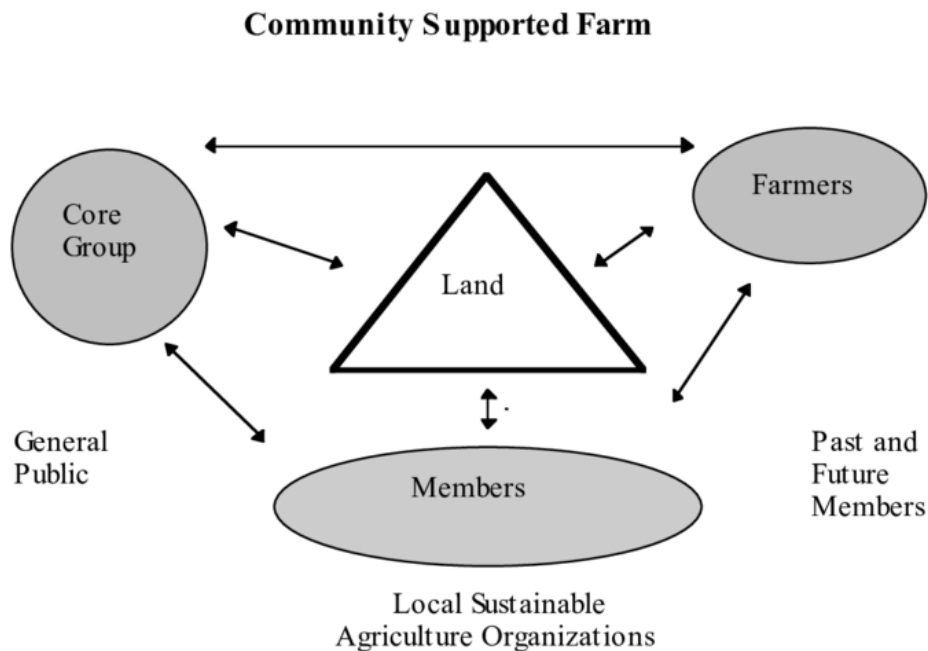 Community Supported Farm
Core
Group
Farmers
Land
General
Public
Members
Past and
Future
Members
Local Sustainable
Agriculture Organizations